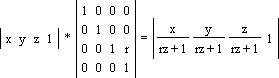 | x y z 1 | * | 1 0 0 0 |
| 0 1 0 0 |
| 0 0 1 r |
| 0 0 0 1 | = | x/(rz+1) y/(rz+1) z/(rz+1) 1 |